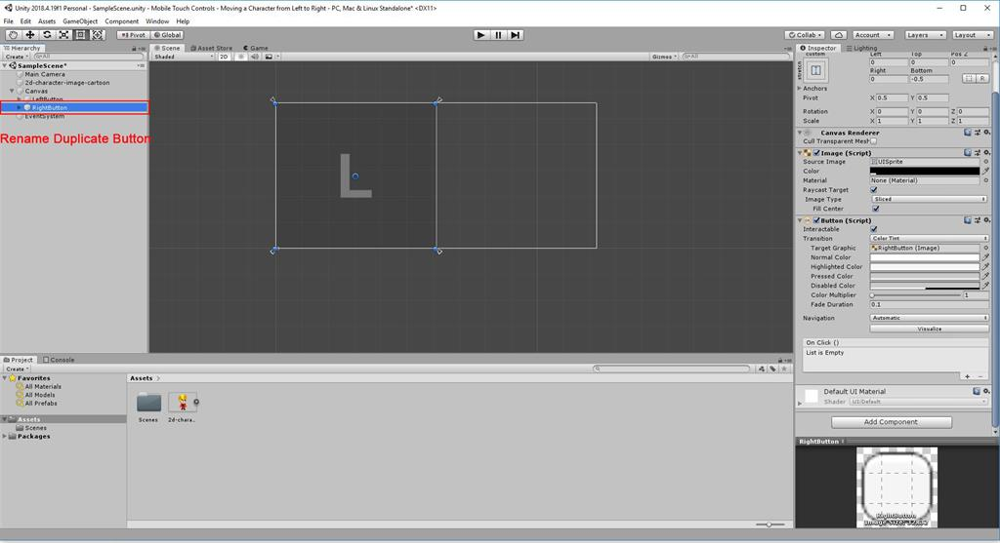 Unity 2018.4.19f1 Personal - SampleScene.unity - Mobile Touch Controls - Moving a Character from Left to Right - PC, Mac & Linux Standalone* <DX11>
File Edit Assets GameObject Component Window Help
Pivot Global Collab Account Layers Layout
Hierarchy
Create All
SampleScene*
Main Camera
2d-character-image-cartoon
Canvas
LeftButton
RightButton
EventSystem
Rename Duplicate Button
Scene Asset Store Game
Shaded 2D Gizmos All
L
Inspector Lighting
custom Left Top Pos Z
0 0 0
stretch Right Bottom
0 -0.5 R
Anchors
Pivot X 0.5 Y 0.5
Rotation X 0 Y 0 Z 0
Scale X 1 Y 1 Z 1
Canvas Renderer
Cull Transparent Mesh
Image (Script)
Source Image UISprite
Color
Material None (Material)
Raycast Target
Image Type Sliced
Fill Center
Button (Script)
Interactable
Transition Color Tint
Target Graphic RightButton (Image)
Normal Color
Highlighted Color
Pressed Color
Disabled Color
Color Multiplier 1
Fade Duration 0.1
Navigation Automatic
Visualize
On Click ()
List is Empty
+ −
Default UI Material
Shader UI/Default
Add Component
RightButton
RightButton
Image Size: 32x32
Project Console
Create
Favorites
All Materials
All Models
All Prefabs
Assets
Scenes
Packages
Assets
Scenes 2d-chara...